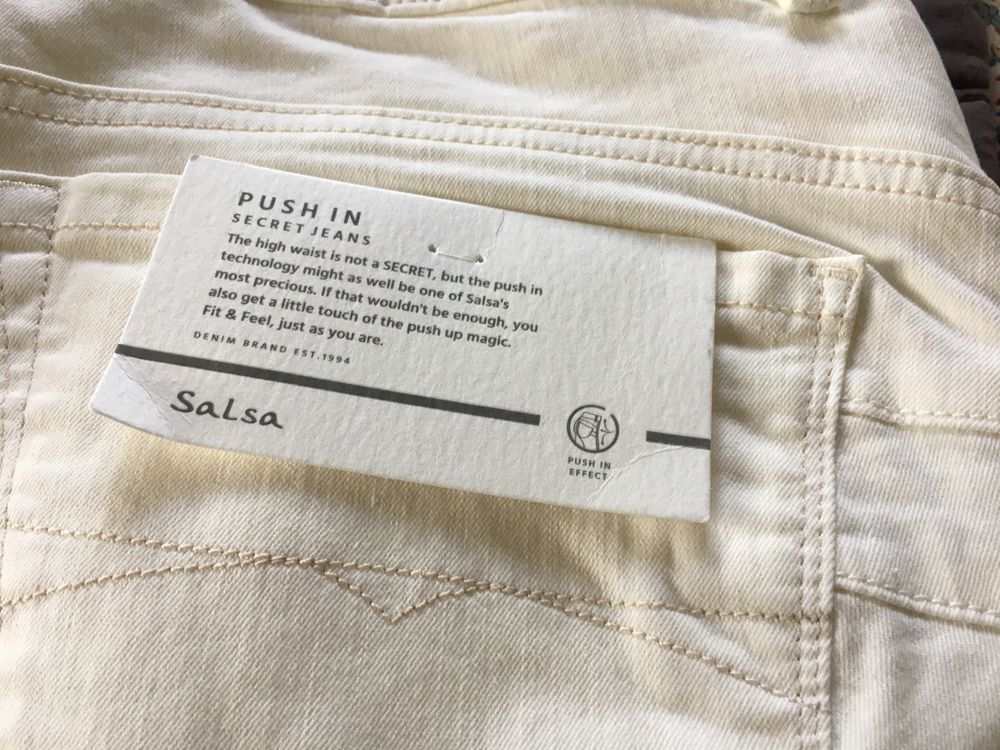 PUSH IN
SECRET JEANS
The high waist is not a SECRET, but the push in
technology might as well be one of Salsa's
most precious. If that wouldn't be enough, you
also get a little touch of the push up magic.
Fit & Feel, just as you are.
DENIM BRAND EST.1994
Salsa
PUSH IN
EFFECT